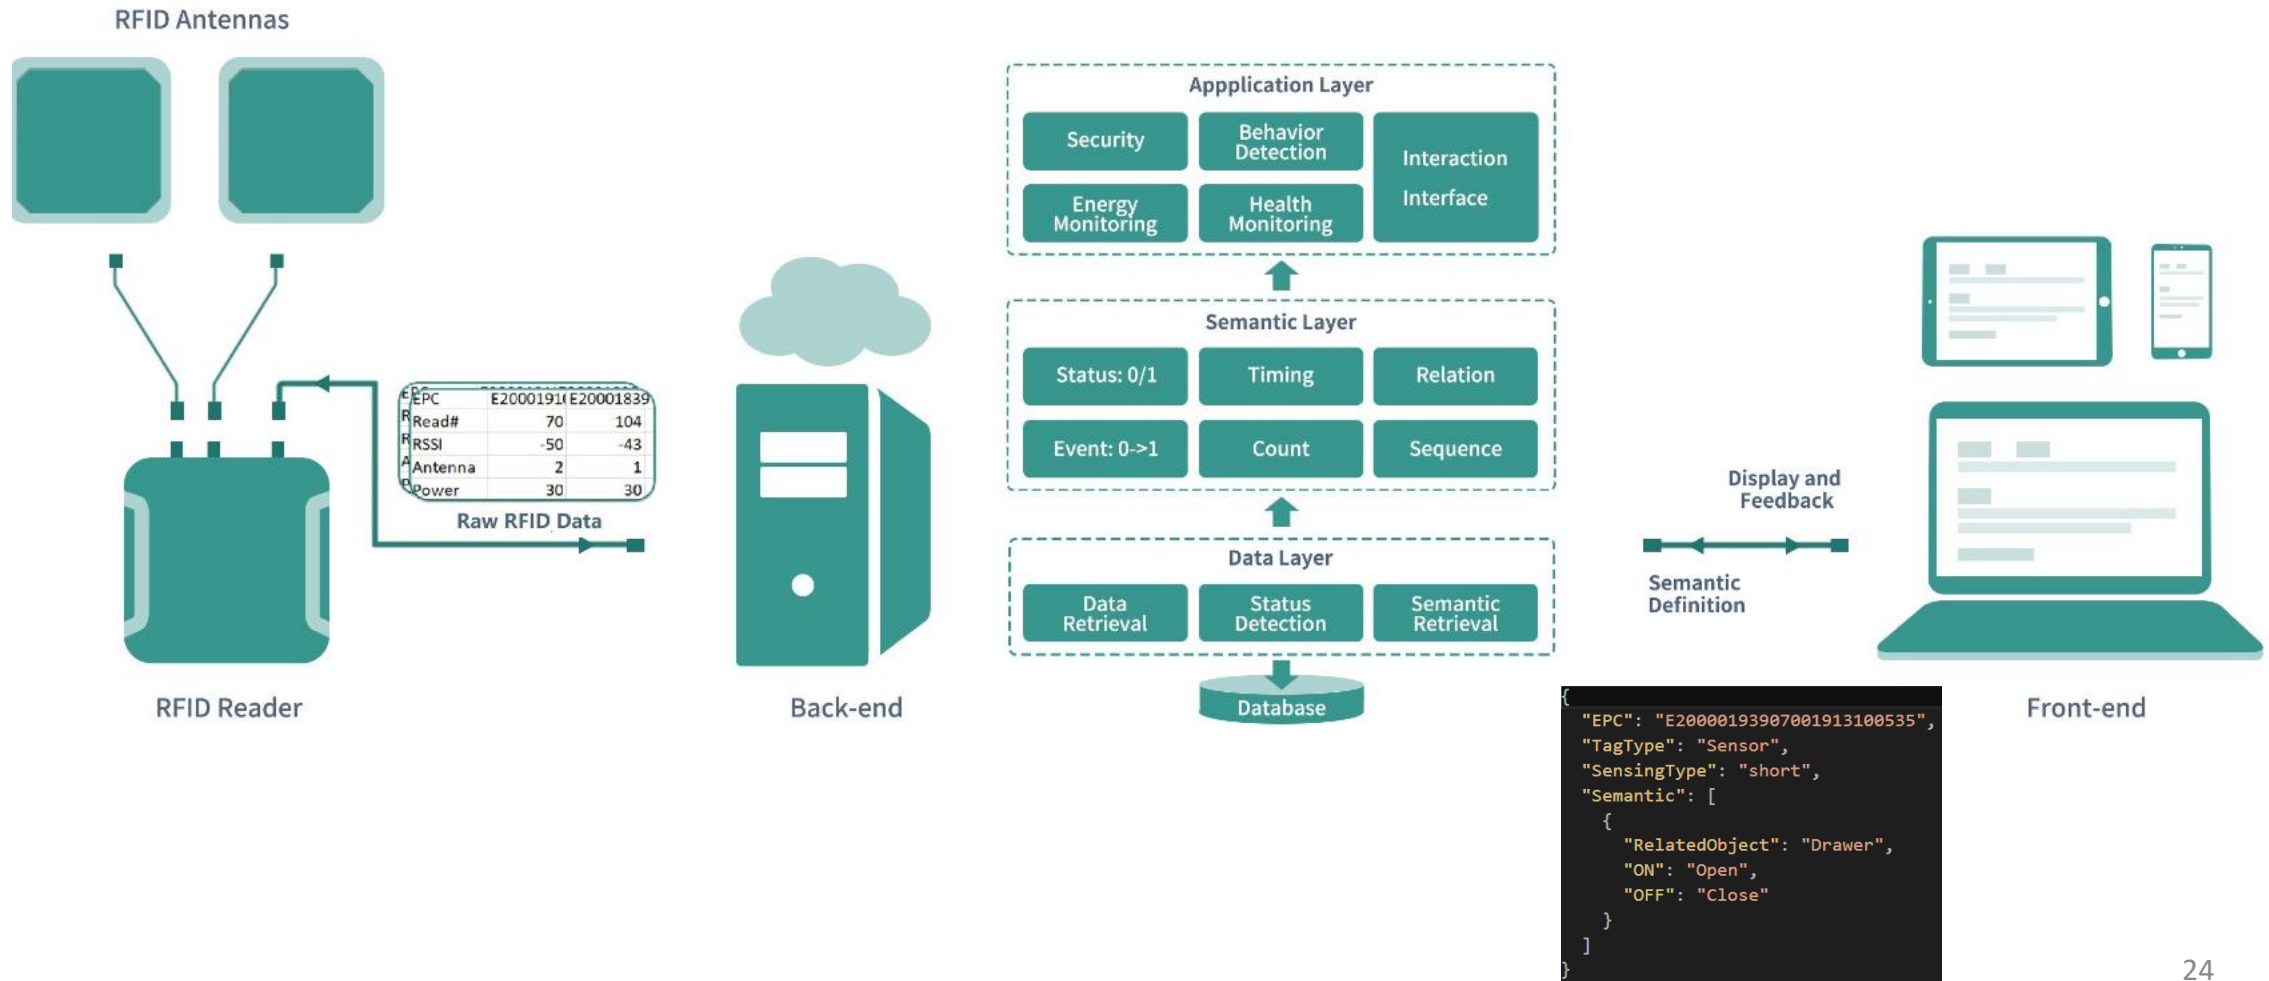 RFID Antennas
EPC E2000191 E20001839
Read# 70 104
RSSI -50 -43
Antenna 2 1
Power 30 30
Raw RFID Data
RFID Reader
Back-end
Appplication Layer
Security
Behavior
Detection
Interaction
Interface
Energy
Monitoring
Health
Monitoring
Semantic Layer
Status: 0/1
Timing
Relation
Event: 0->1
Count
Sequence
Data Layer
Data
Retrieval
Status
Detection
Semantic
Retrieval
Database
Display and
Feedback
Semantic
Definition
Front-end
{
"EPC": "E20000193907001913100535",
"TagType": "Sensor",
"SensingType": "short",
"Semantic": [
{
"RelatedObject": "Drawer",
"ON": "Open",
"OFF": "Close"
}
]
}
24